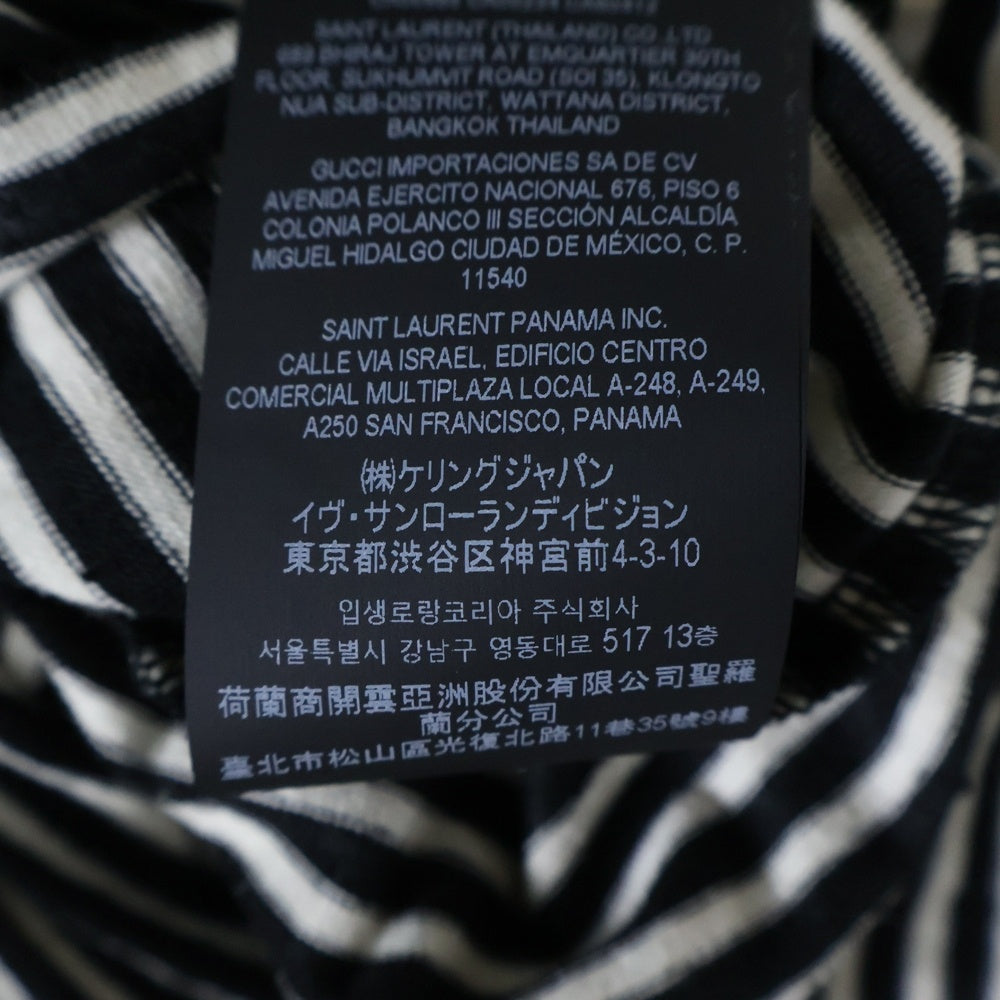 SAINT LAURENT (THAILAND) CO.,LTD
689 BHIRAJ TOWER AT EMQUARTIER 30TH
FLOOR, SUKHUMVIT ROAD (SOI 35), KLONGTO
NUA SUB-DISTRICT, WATTANA DISTRICT,
BANGKOK THAILAND
GUCCI IMPORTACIONES SA DE CV
AVENIDA EJERCITO NACIONAL 676, PISO 6
COLONIA POLANCO III SECCIÓN ALCALDÍA
MIGUEL HIDALGO CIUDAD DE MÉXICO, C. P.
11540
SAINT LAURENT PANAMA INC.
CALLE VIA ISRAEL, EDIFICIO CENTRO
COMERCIAL MULTIPLAZA LOCAL A-248, A-249,
A250 SAN FRANCISCO, PANAMA
(株)ケリングジャパン
イヴ・サンローランディビジョン
東京都渋谷区神宮前4-3-10
입생로랑코리아 주식회사
서울특별시 강남구 영동대로 517 13층
荷蘭商開雲亞洲股份有限公司聖羅
蘭分公司
臺北市松山區光復北路11巷35號9樓